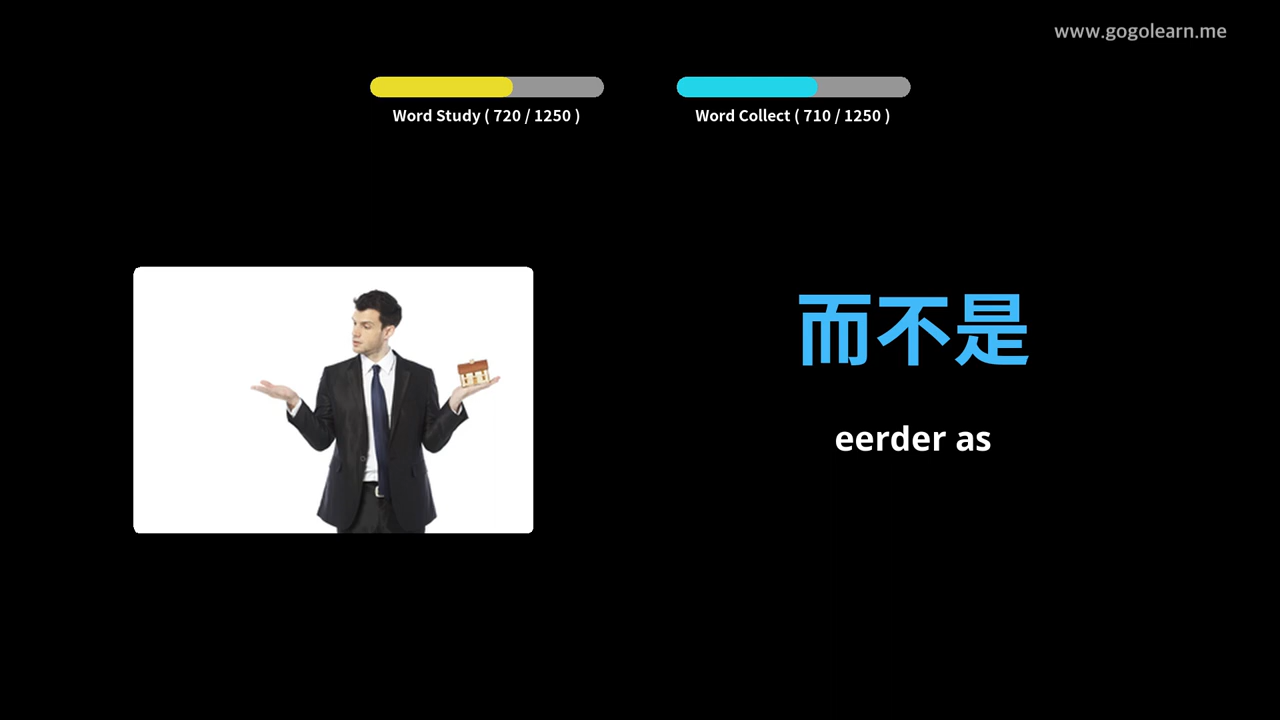 www.gogolearn.me
Word Study ( 720 / 1250 )
Word Collect ( 710 / 1250 )
而不是
eerder as